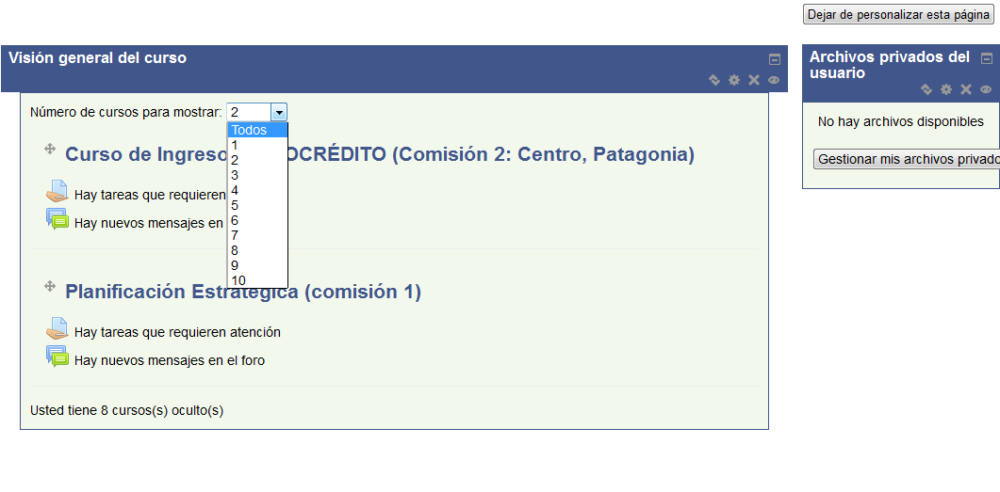 Dejar de personalizar esta página
Visión general del curso
Archivos privados del
usuario
Número de cursos para mostrar: 2
Todos
1
2
3
4
5
6
7
8
9
10
Curso de Ingreso OCRÉDITO (Comisión 2: Centro, Patagonia)
Hay tareas que requieren
Hay nuevos mensajes en
Planificación Estratégica (comisión 1)
Hay tareas que requieren atención
Hay nuevos mensajes en el foro
Usted tiene 8 cursos(s) oculto(s)
No hay archivos disponibles
Gestionar mis archivos privado